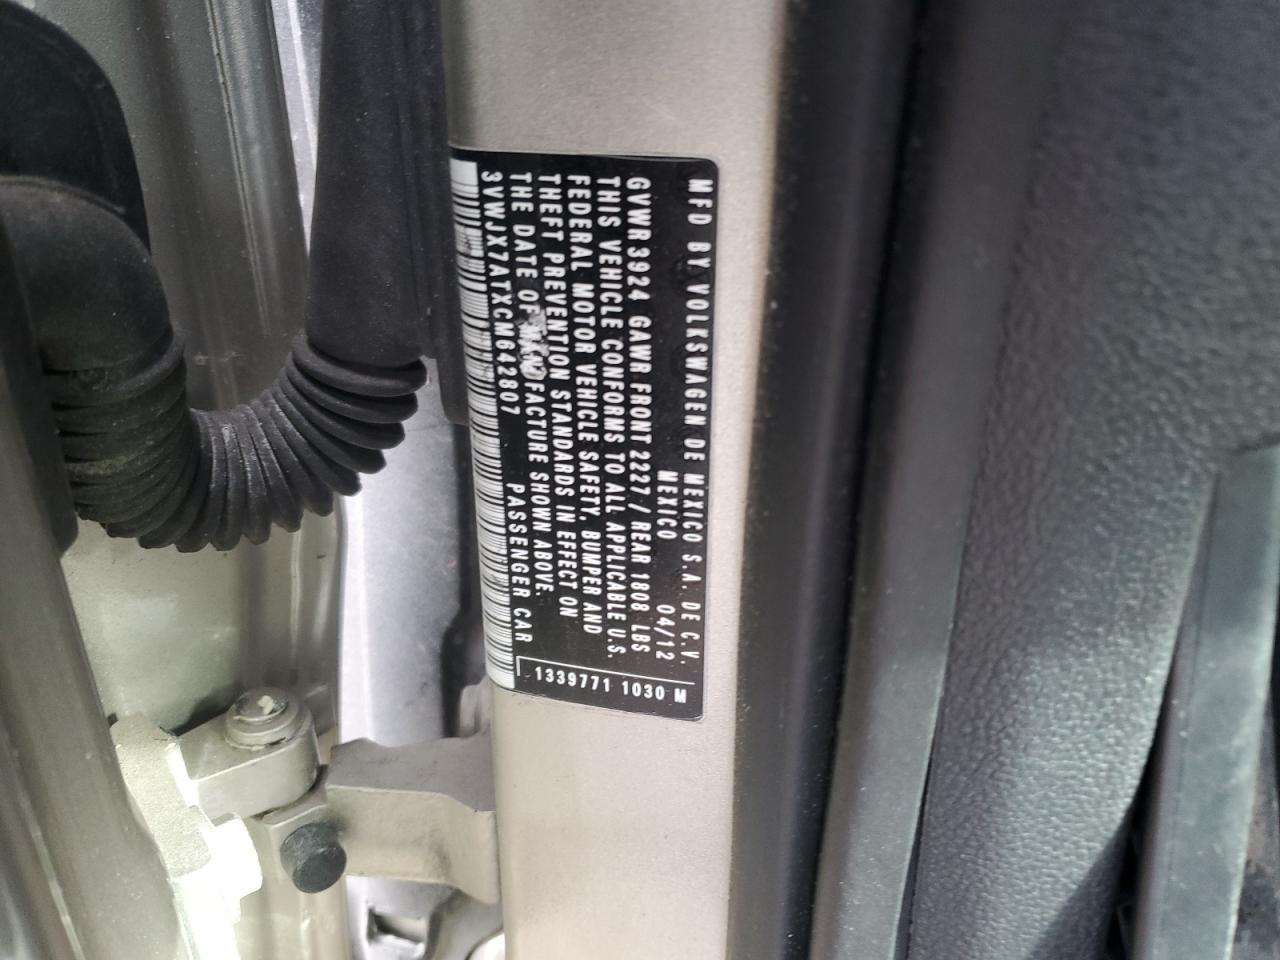 MFD BY VOLKSWAGEN DE MEXICO S.A. DE C.V.
MEXICO 04/12
GVWR 3924 GAWR FRONT 2227 / REAR 1808 LBS
THIS VEHICLE CONFORMS TO ALL APPLICABLE U.S.
FEDERAL MOTOR VEHICLE SAFETY, BUMPER AND
THEFT PREVENTION STANDARDS IN EFFECT ON
THE DATE OF MANUFACTURE SHOWN ABOVE.
3VWJX7ATXCM642807 PASSENGER CAR
1339771 1030 M